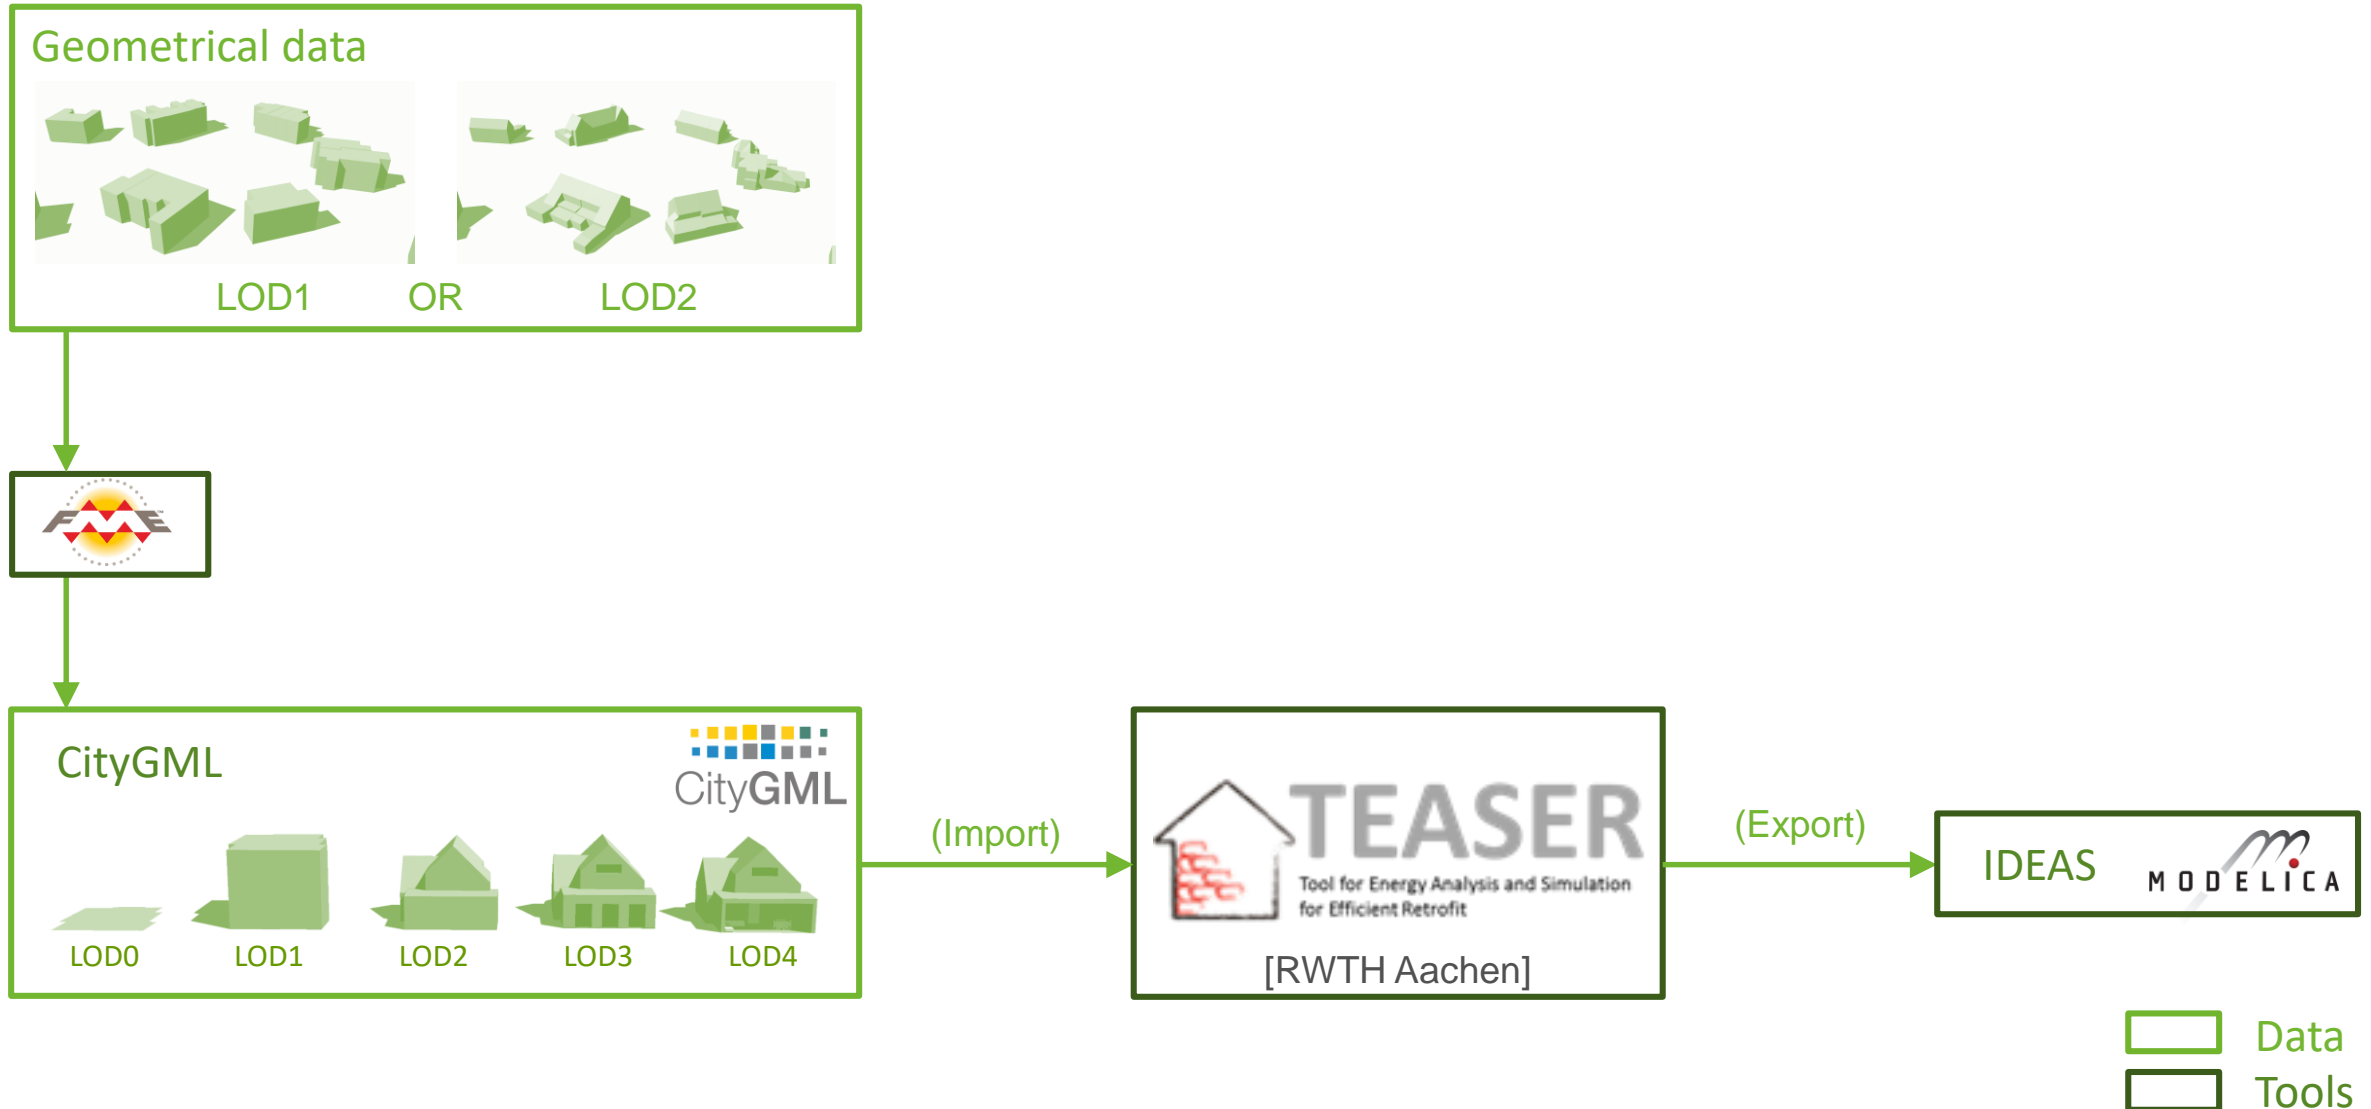 Geometrical data
LOD1 OR LOD2
FME
CityGML
CityGML
LOD0 LOD1 LOD2 LOD3 LOD4
(Import)
TEASER
Tool for Energy Analysis and Simulation
for Efficient Retrofit
[RWTH Aachen]
(Export)
IDEAS
MODELICA
Data
Tools